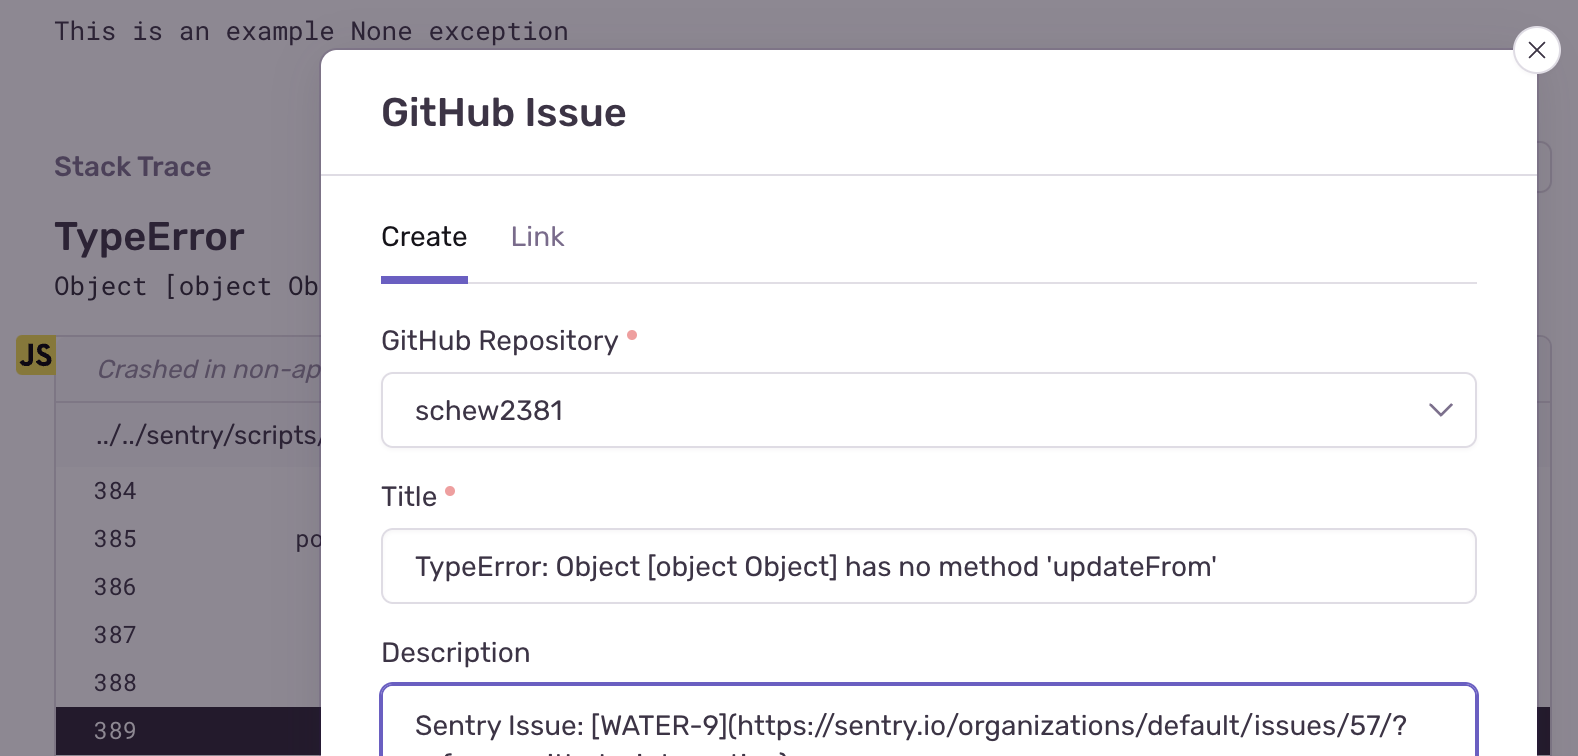 This is an example None exception
GitHub Issue
Stack Trace
Create Link
TypeError
Object [object Ob
GitHub Repository
JS
Crashed in non-ap
schew2381
../../sentry/scripts/
384
Title
385 po
TypeError: Object [object Object] has no method 'updateFrom'
386
387
Description
388
389
Sentry Issue: [WATER-9](https://sentry.io/organizations/default/issues/57/?